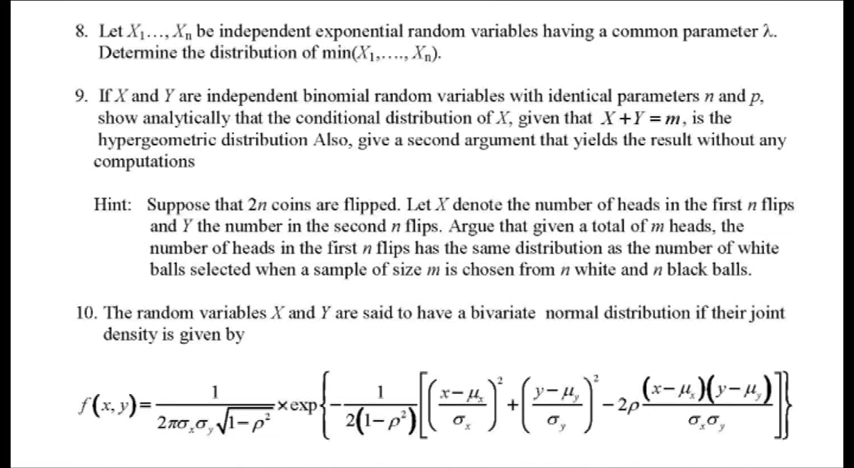 8. Let X₁..., Xₙ be independent exponential random variables having a common parameter λ.
Determine the distribution of min(X₁,...., Xₙ).
9. If X and Y are independent binomial random variables with identical parameters n and p,
show analytically that the conditional distribution of X, given that X+Y=m, is the
hypergeometric distribution Also, give a second argument that yields the result without any
computations
Hint: Suppose that 2n coins are flipped. Let X denote the number of heads in the first n flips
and Y the number in the second n flips. Argue that given a total of m heads, the
number of heads in the first n flips has the same distribution as the number of white
balls selected when a sample of size m is chosen from n white and n black balls.
10. The random variables X and Y are said to have a bivariate normal distribution if their joint
density is given by
f(x, y)= 1/(2πσₓσ_y√(1−ρ²)) ×exp{−1/(2(1−ρ²))[((x−μₓ)/σₓ)²+((y−μ_y)/σ_y)²−2ρ(x−μₓ)(y−μ_y)/(σₓσ_y)]}